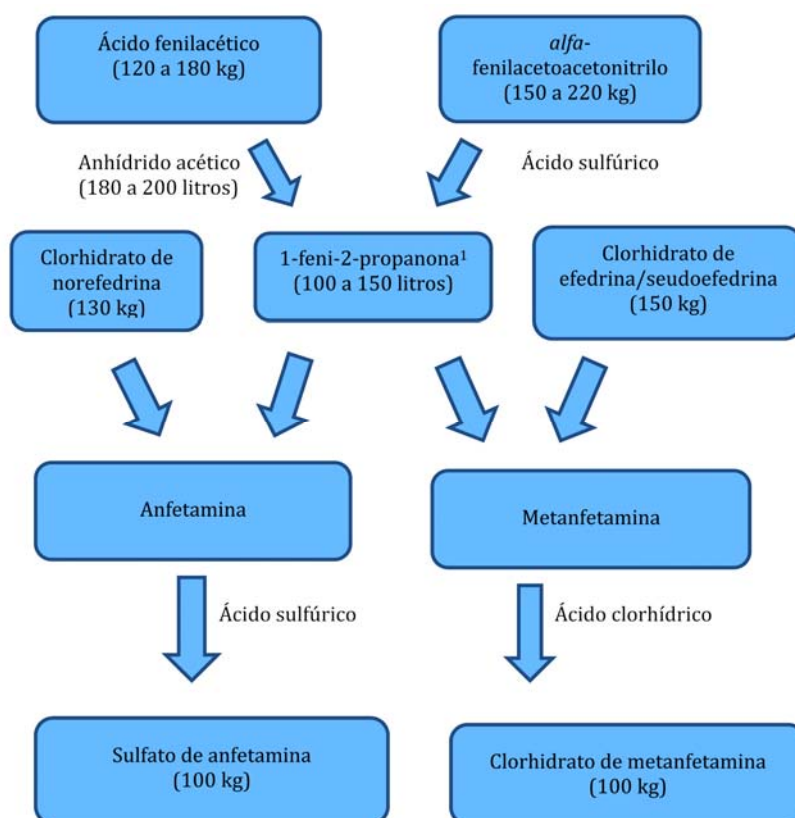 Ácido fenilacético
(120 a 180 kg)
alfa-
fenilacetoacetonitrilo
(150 a 220 kg)
Anhídrido acético
(180 a 200 litros)
Ácido sulfúrico
Clorhidrato de
norefedrina
(130 kg)
1-feni-2-propanona¹
(100 a 150 litros)
Clorhidrato de
efedrina/seudoefedrina
(150 kg)
Anfetamina
Metanfetamina
Ácido sulfúrico
Ácido clorhídrico
Sulfato de anfetamina
(100 kg)
Clorhidrato de metanfetamina
(100 kg)